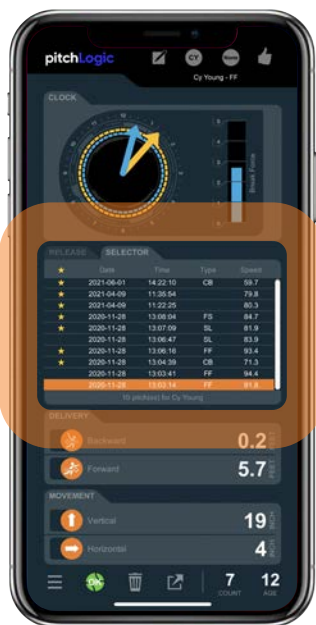 pitchLogic
CY
None
Cy Young - FF
CLOCK
12
Break Force
RELEASE SELECTOR
★ Date Time Type Speed
★ 2021-06-01 14:22:10 CB 59.7
★ 2021-04-09 11:35:54 79.8
★ 2021-04-09 11:22:25 80.3
★ 2020-11-28 13:08:04 FS 84.7
★ 2020-11-28 13:07:09 SL 81.9
2020-11-28 13:06:47 SL 83.9
★ 2020-11-28 13:06:16 FF 93.4
★ 2020-11-28 13:04:39 CB 71.3
2020-11-28 13:03:41 FF 94.4
2020-11-28 13:03:14 FF 91.8
10 pitch(es) for Cy Young
DELIVERY
Backward 0.2 FEET
Forward 5.7 FEET
MOVEMENT
Vertical 19 INCH
Horizontal 4 INCH
ON
7 12
COUNT AGE